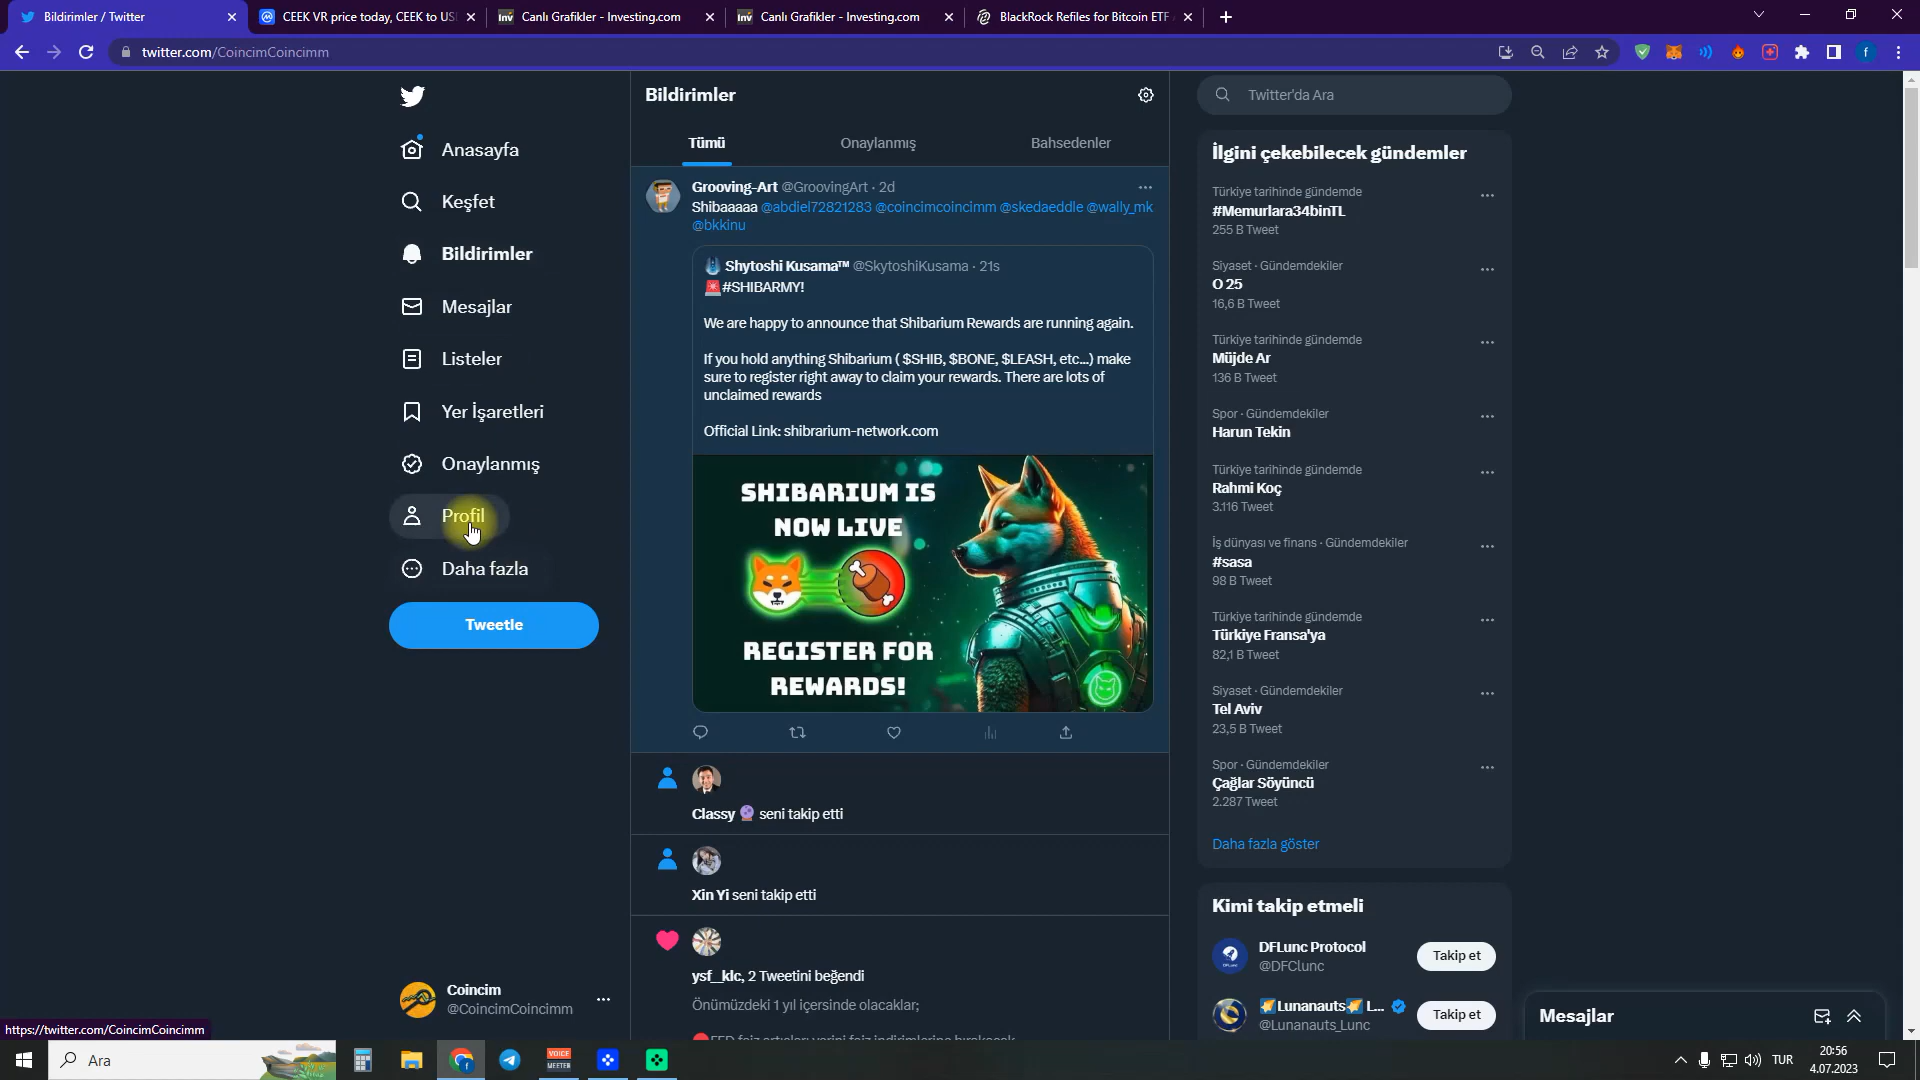 Bildirimler / Twitter
CEEK VR price today, CEEK to US
Canlı Grafikler - Investing.com
Canlı Grafikler - Investing.com
BlackRock Refiles for Bitcoin ETF
twitter.com/CoincimCoincimm
f
Anasayfa
Keşfet
Bildirimler
Mesajlar
Listeler
Yer İşaretleri
Onaylanmış
Profil
Daha fazla
Tweetle
Coincim
@CoincimCoincimm
https://twitter.com/CoincimCoincimm
Bildirimler
Tümü
Onaylanmış
Bahsedenler
Grooving-Art @GroovingArt · 2d
Shibaaaaa @abdiel72821283 @coincimcoincimm @skedaeddle @wally_mk
@bkkinu
Shytoshi Kusama™ @SkytoshiKusama · 21s
🚨#SHIBARMY!
We are happy to announce that Shibarium Rewards are running again.
If you hold anything Shibarium ( $SHIB, $BONE, $LEASH, etc...) make
sure to register right away to claim your rewards. There are lots of
unclaimed rewards
Official Link: shibrarium-network.com
SHIBARIUM IS
NOW LIVE
REGISTER FOR
REWARDS!
Classy 🔮 seni takip etti
Xin Yi seni takip etti
ysf__klc, 2 Tweetini beğendi
Önümüzdeki 1 yıl içersinde olacaklar;
🔴FED faiz artışları yerini faiz indirimlerine bırakacak
Twitter'da Ara
İlgini çekebilecek gündemler
Türkiye tarihinde gündemde
#Memurlara34binTL
255 B Tweet
Siyaset · Gündemdekiler
O 25
16,6 B Tweet
Türkiye tarihinde gündemde
Müjde Ar
136 B Tweet
Spor · Gündemdekiler
Harun Tekin
Türkiye tarihinde gündemde
Rahmi Koç
3.116 Tweet
İş dünyası ve finans · Gündemdekiler
#sasa
98 B Tweet
Türkiye tarihinde gündemde
Türkiye Fransa'ya
82,1 B Tweet
Siyaset · Gündemdekiler
Tel Aviv
23,5 B Tweet
Spor · Gündemdekiler
Çağlar Söyüncü
2.287 Tweet
Daha fazla göster
Kimi takip etmeli
DFLunc Protocol
@DFClunc
Takip et
Lunanauts L...
@Lunanauts_Lunc
Takip et
Mesajlar
Ara
VOICE
MEETER
TUR
20:56
4.07.2023